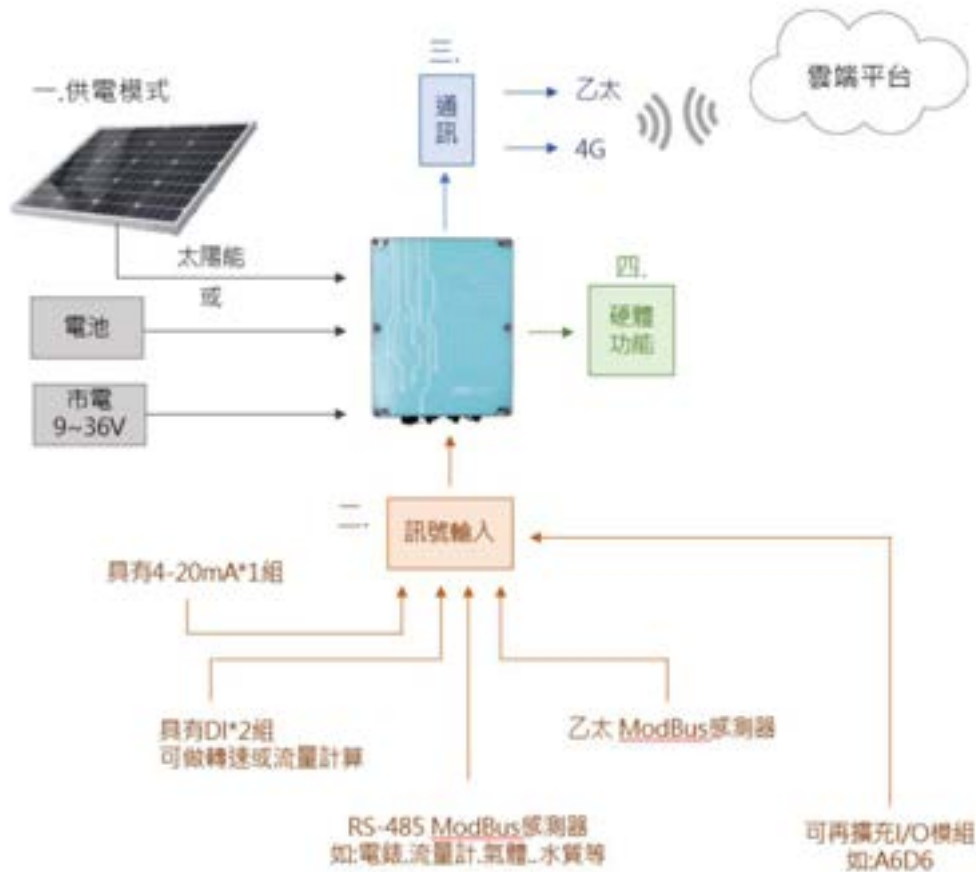 一.供電模式
太陽能
或
電池
市電
9~36V
三.
通訊
乙太
4G
雲端平台
四.
硬體
功能
二.
訊號輸入
具有4-20mA*1組
具有DI*2組
可做轉速或流量計算
RS-485 ModBus感測器
如:電錶.流量計.氣體..水質等
乙太 ModBus感測器
可再擴充I/O模組
如:A6D6